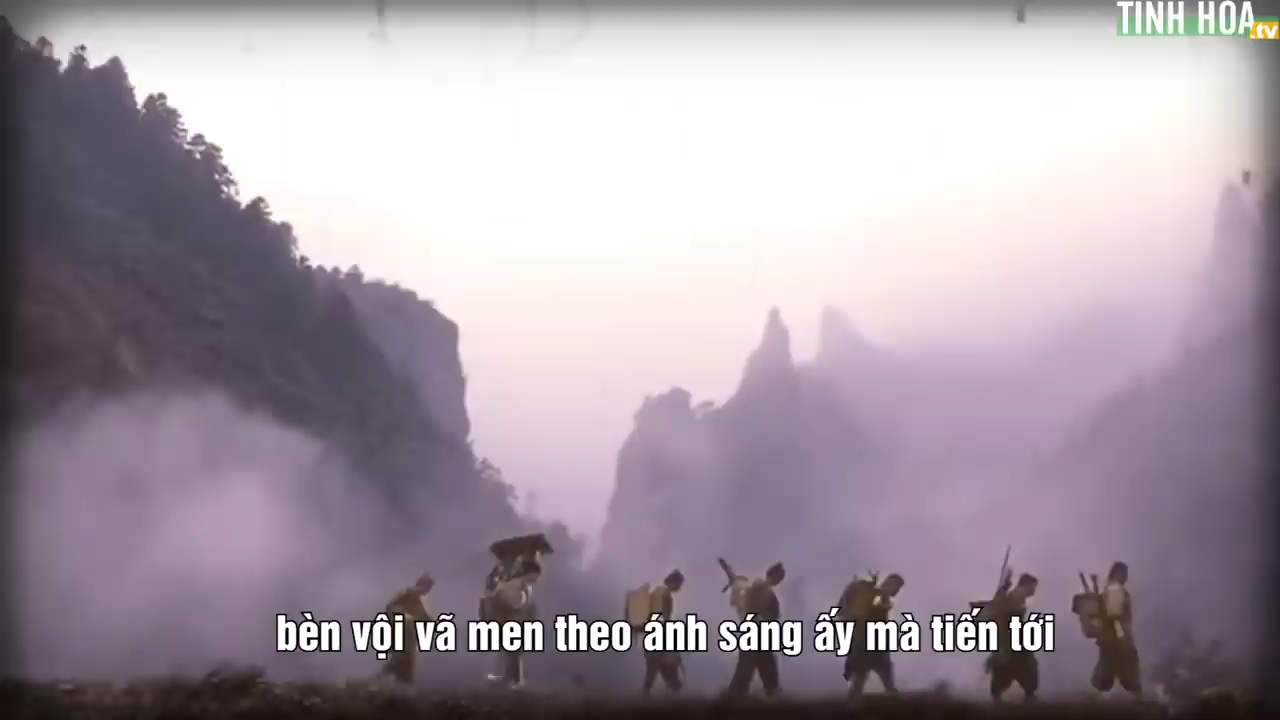 TINH HOA
.tv
bèn vội vã men theo ánh sáng ấy mà tiến tới